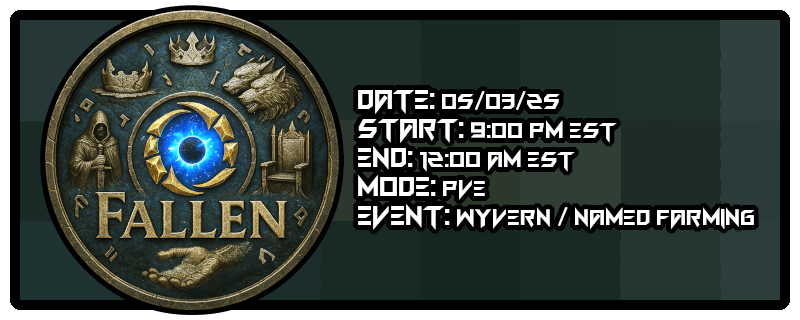 FALLEN
DATE: 05/03/25
START: 9:00 PM EST
END: 12:00 AM EST
MODE: PVE
EVENT: WYVERN / NAMED FARMING